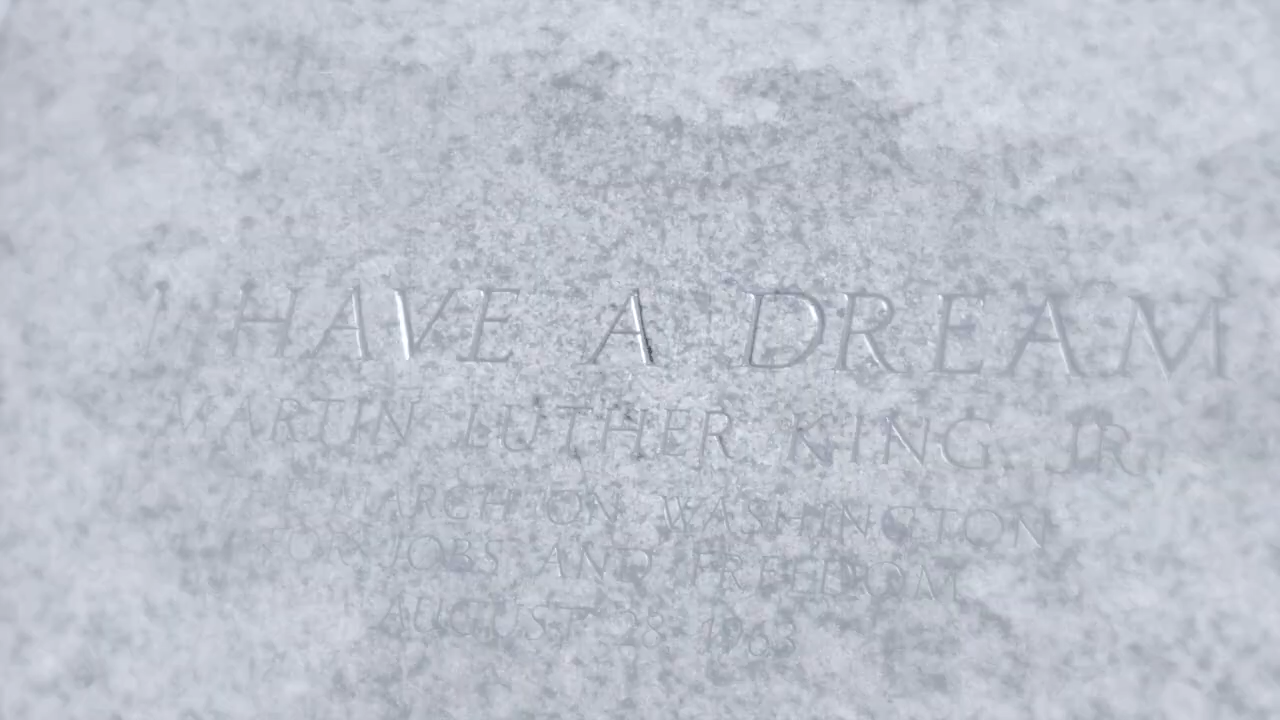 I HAVE A DREAM
MARTIN LUTHER KING, JR.
THE MARCH ON WASHINGTON
FOR JOBS AND FREEDOM
AUGUST 28, 1963